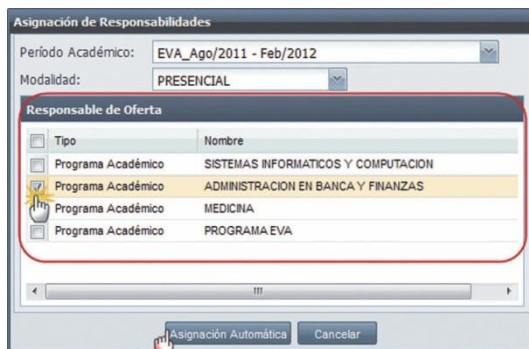 Asignación de Responsabilidades
Período Académico: EVA_Ago/2011 - Feb/2012
Modalidad: PRESENCIAL
Responsable de Oferta
Tipo Nombre
Programa Académico SISTEMAS INFORMATICOS Y COMPUTACION
Programa Académico ADMINISTRACION EN BANCA Y FINANZAS
Programa Académico MEDICINA
Programa Académico PROGRAMA EVA
Asignación Automática Cancelar